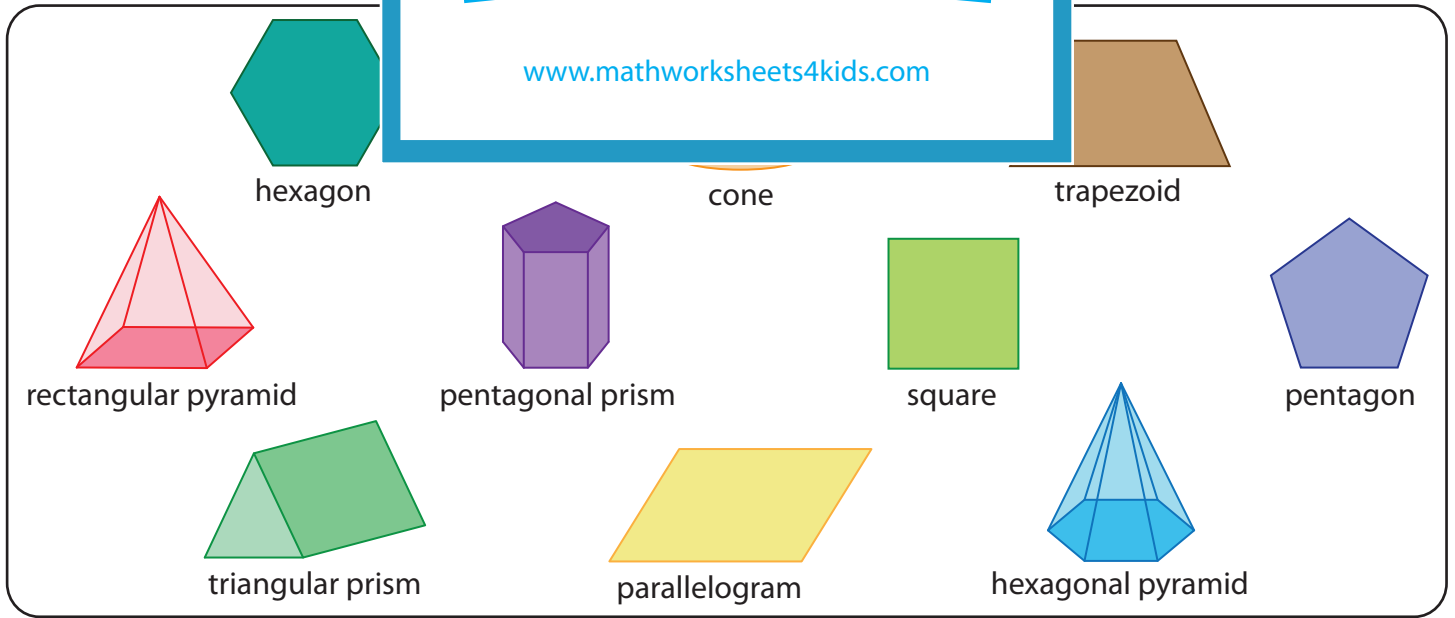 www.mathworksheets4kids.com
hexagon
cone
trapezoid
rectangular pyramid
pentagonal prism
square
pentagon
triangular prism
parallelogram
hexagonal pyramid